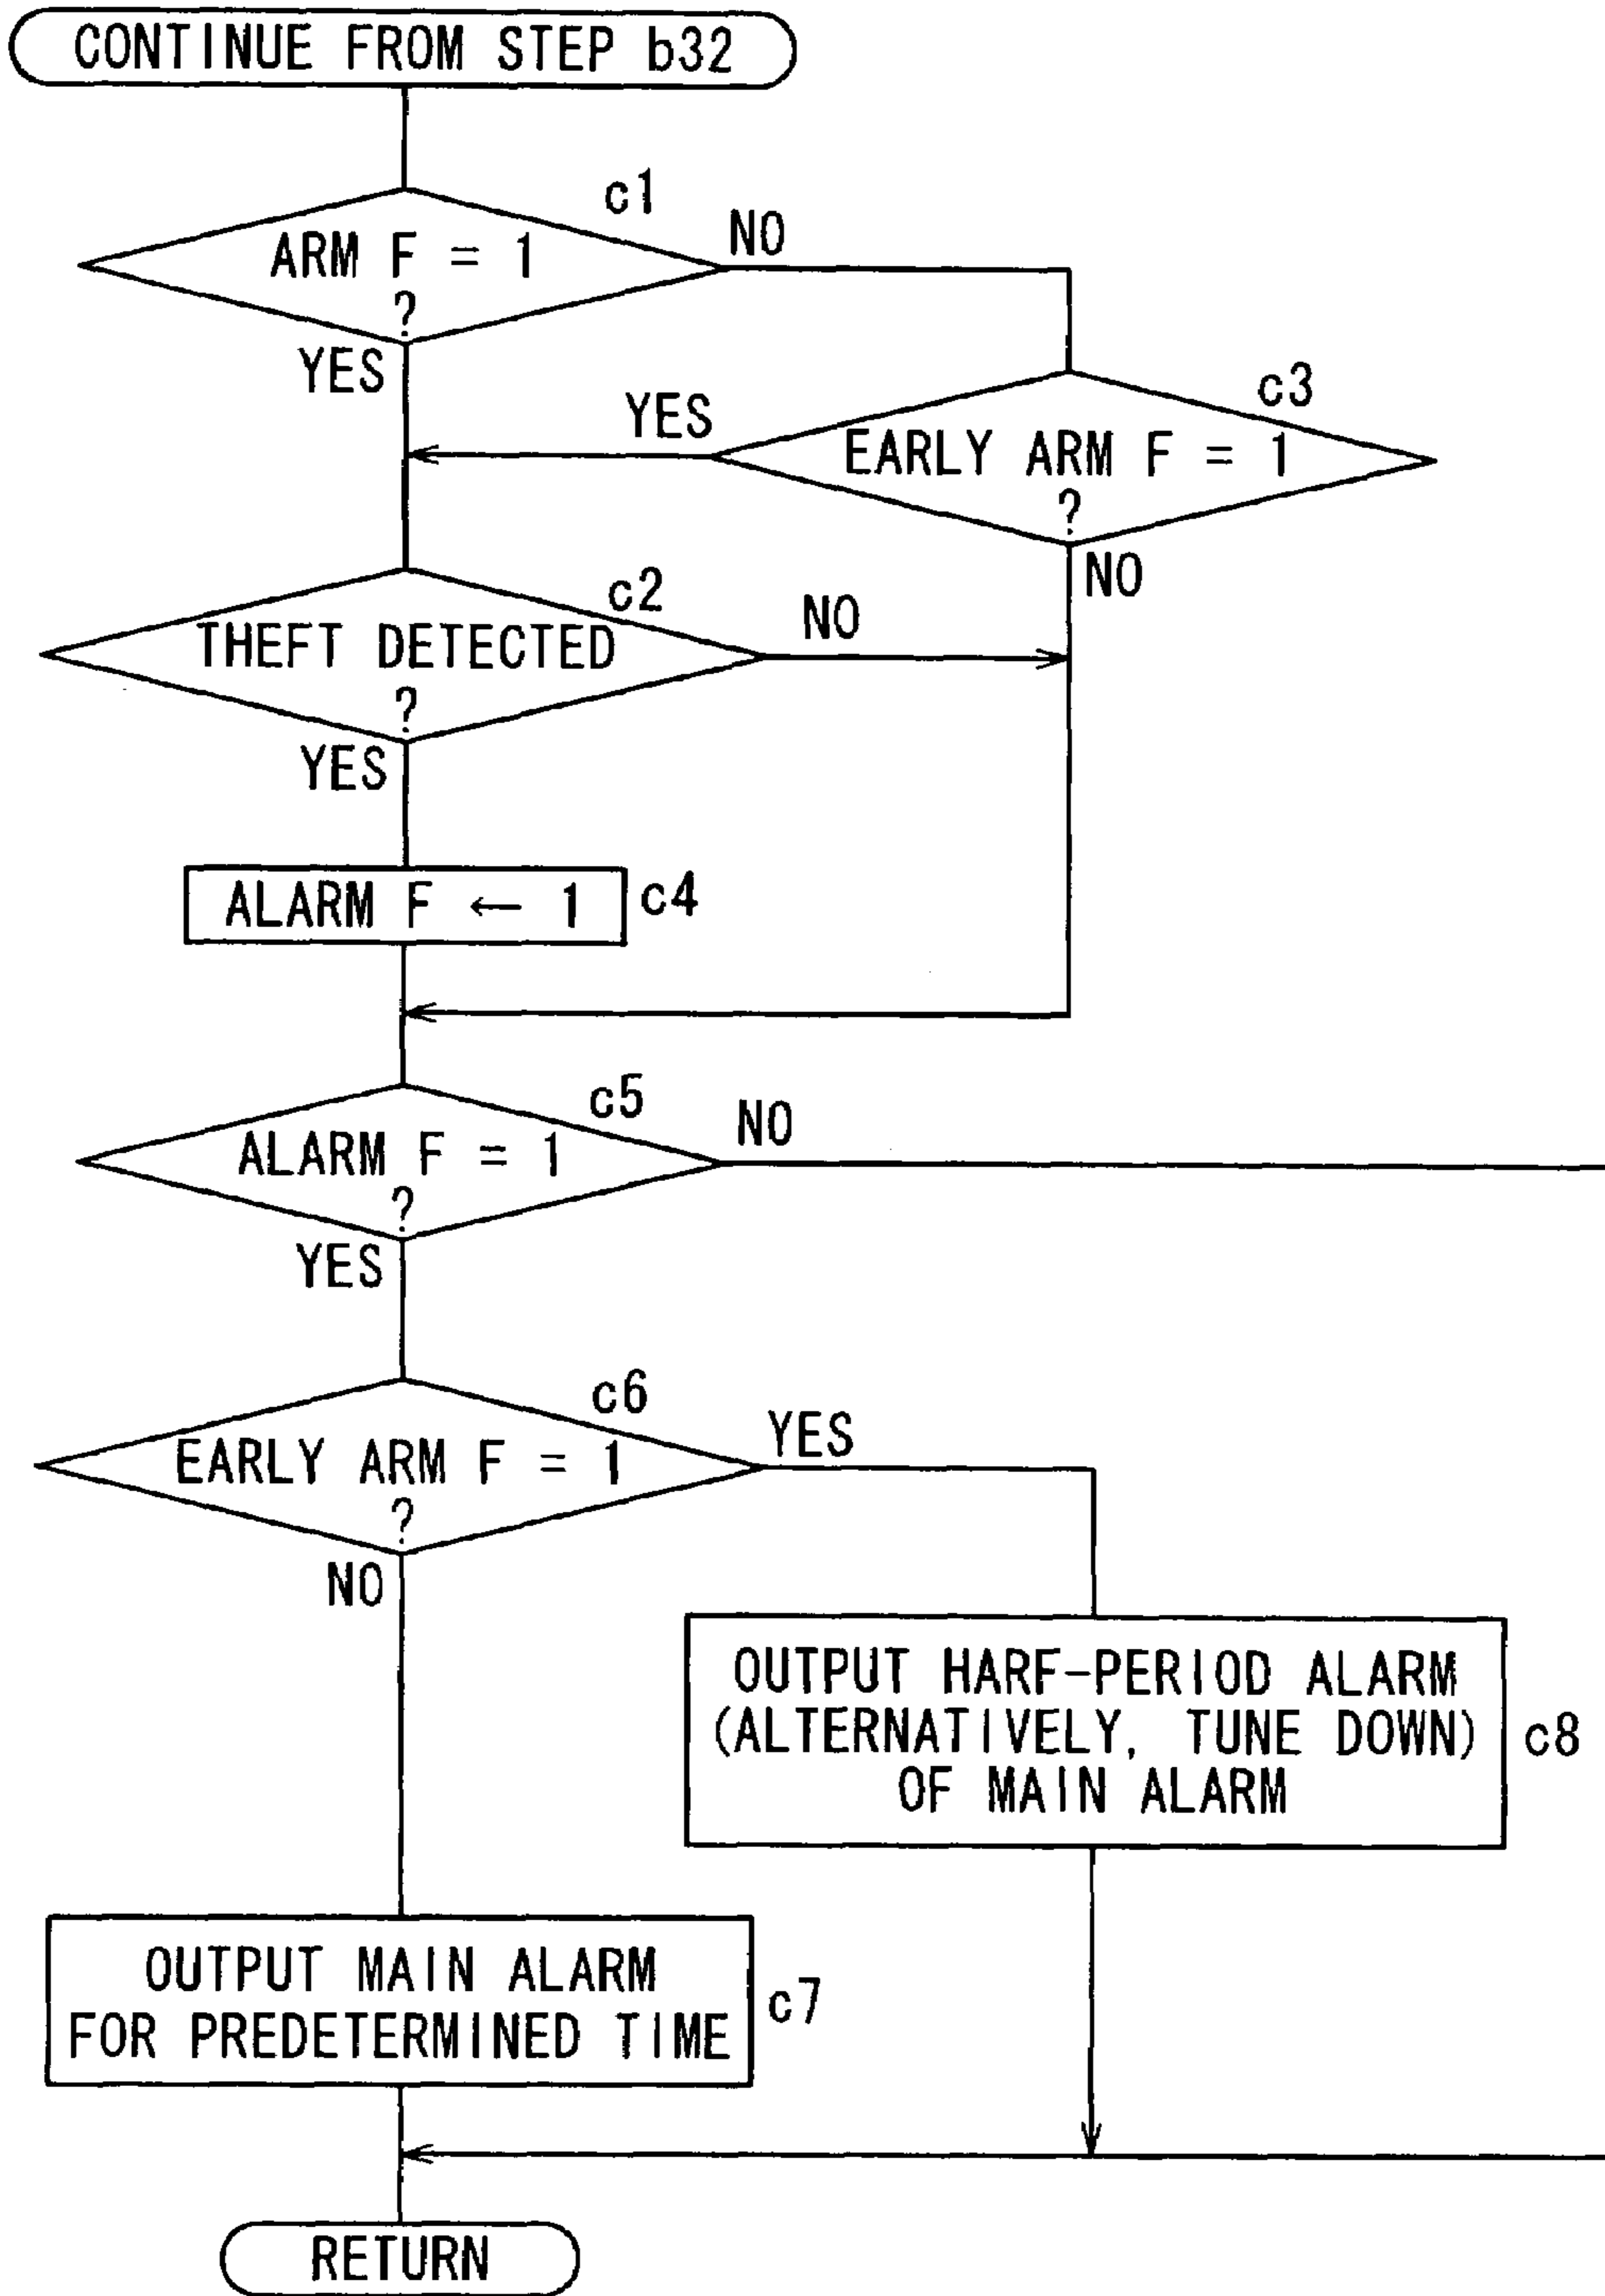 CONTINUE FROM STEP b32
c1
ARM F = 1
?
NO
YES
c3
YES
EARLY ARM F = 1
?
NO
c2
THEFT DETECTED
?
NO
YES
ALARM F ← 1
c4
c5
ALARM F = 1
?
NO
YES
c6
EARLY ARM F = 1
?
YES
NO
OUTPUT HARF-PERIOD ALARM
(ALTERNATIVELY, TUNE DOWN)
OF MAIN ALARM
c8
OUTPUT MAIN ALARM
FOR PREDETERMINED TIME
c7
RETURN